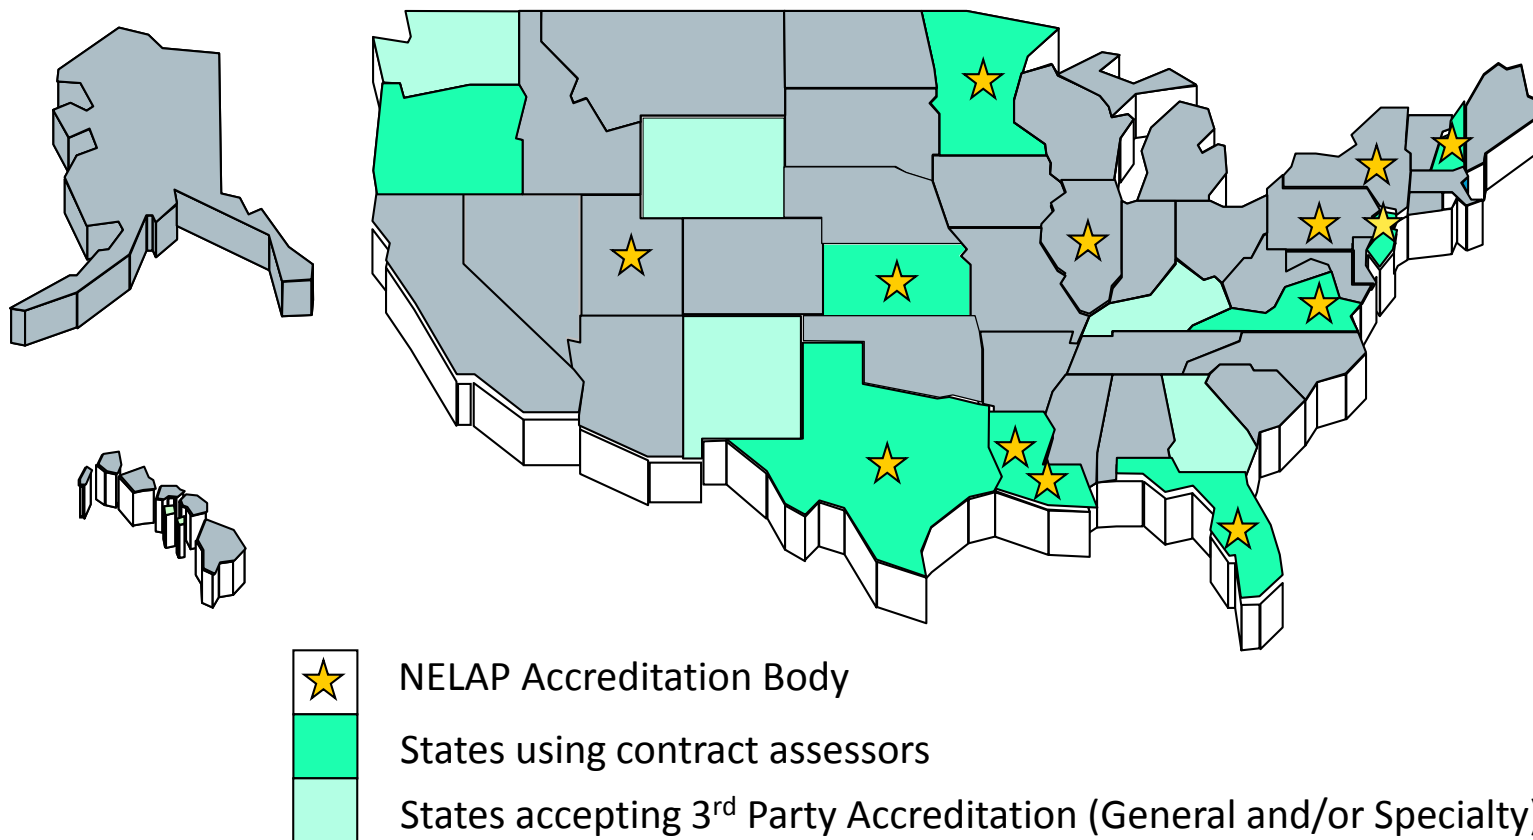 NELAP Accreditation Body
States using contract assessors
States accepting 3rd Party Accreditation (General and/or Specialty)